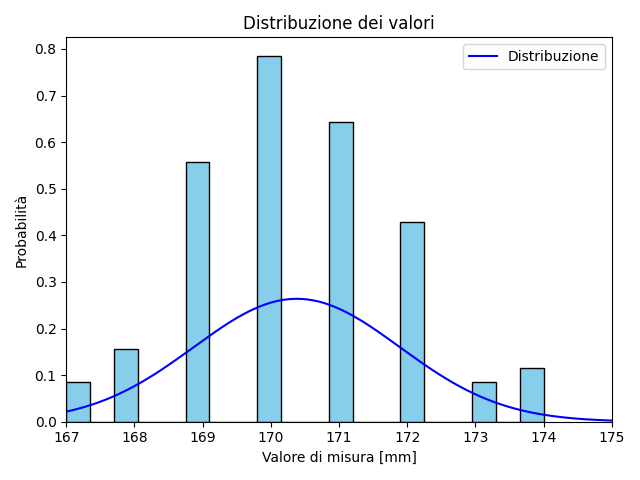 Distribuzione dei valori
Distribuzione
Probabilità
0.8
0.7
0.6
0.5
0.4
0.3
0.2
0.1
0.0
167 168 169 170 171 172 173 174 175
Valore di misura [mm]